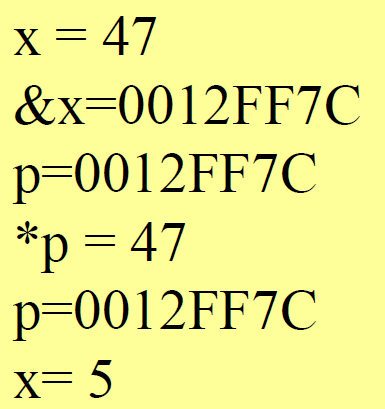 x = 47
&x=0012FF7C
p=0012FF7C
*p = 47
p=0012FF7C
x= 5